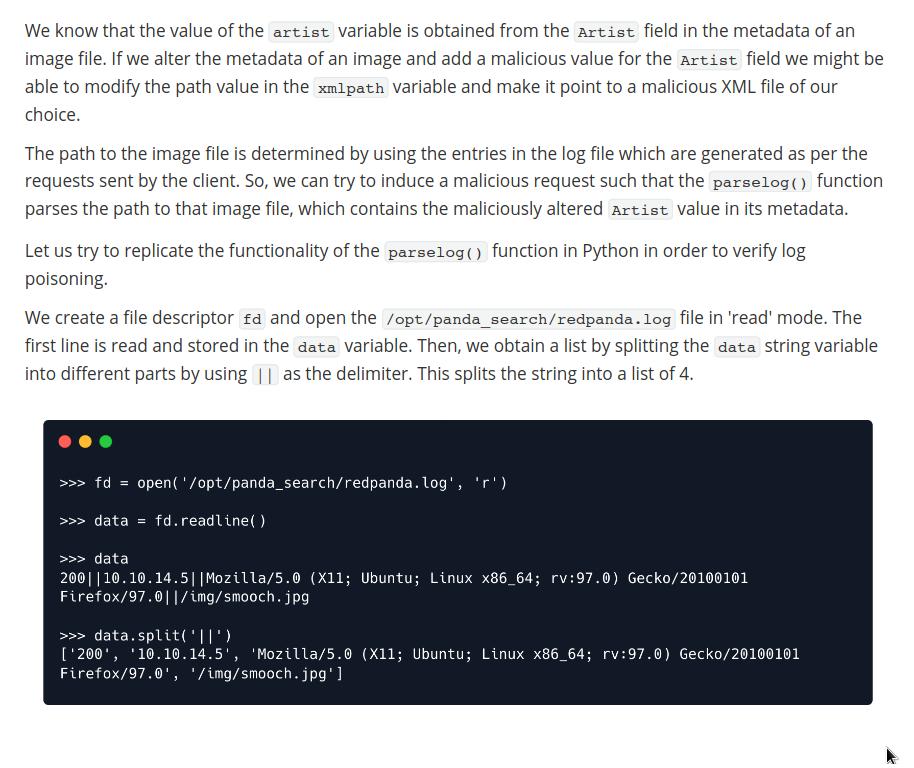 We know that the value of the artist variable is obtained from the Artist field in the metadata of an
image file. If we alter the metadata of an image and add a malicious value for the Artist field we might be
able to modify the path value in the xmlpath variable and make it point to a malicious XML file of our
choice.
The path to the image file is determined by using the entries in the log file which are generated as per the
requests sent by the client. So, we can try to induce a malicious request such that the parselog() function
parses the path to that image file, which contains the maliciously altered Artist value in its metadata.
Let us try to replicate the functionality of the parselog() function in Python in order to verify log
poisoning.
We create a file descriptor fd and open the /opt/panda_search/redpanda.log file in 'read' mode. The
first line is read and stored in the data variable. Then, we obtain a list by splitting the data string variable
into different parts by using || as the delimiter. This splits the string into a list of 4.
>>> fd = open('/opt/panda_search/redpanda.log', 'r')
>>> data = fd.readline()
>>> data
200||10.10.14.5||Mozilla/5.0 (X11; Ubuntu; Linux x86_64; rv:97.0) Gecko/20100101
Firefox/97.0||/img/smooch.jpg
>>> data.split('||')
['200', '10.10.14.5', 'Mozilla/5.0 (X11; Ubuntu; Linux x86_64; rv:97.0) Gecko/20100101
Firefox/97.0', '/img/smooch.jpg']